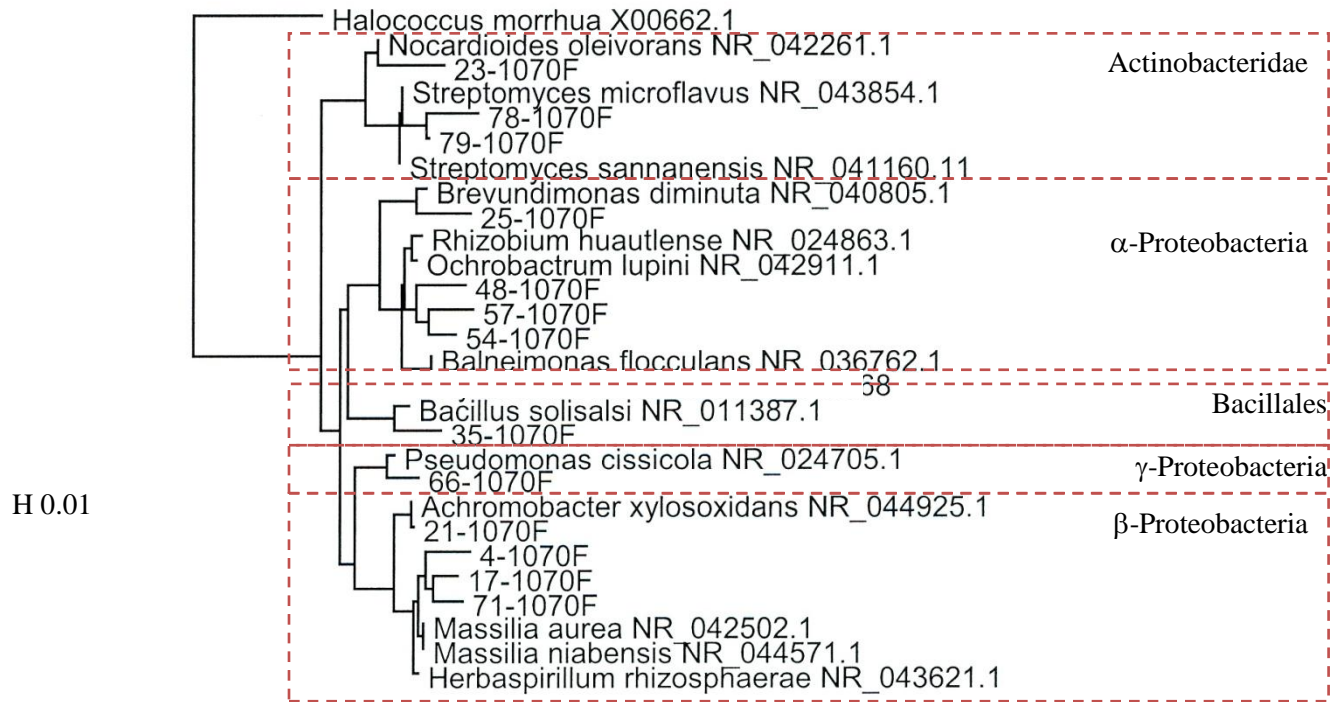 Halococcus morrhua X00662.1
Nocardioides oleivorans NR_042261.1
Actinobacteridae
23-1070F
Streptomyces microflavus NR_043854.1
78-1070F
79-1070F
Streptomyces sannanensis NR_041160.11
Brevundimonas diminuta NR_040805.1
25-1070F
Rhizobium huautlense NR_024863.1
α-Proteobacteria
Ochrobactrum lupini NR_042911.1
48-1070F
57-1070F
54-1070F
Balneimonas flocculans NR_036762.1
68
Bacillus solisalsi NR_011387.1
Bacillales
35-1070F
Pseudomonas cissicola NR_024705.1
γ-Proteobacteria
66-1070F
H 0.01
Achromobacter xylosoxidans NR_044925.1
β-Proteobacteria
21-1070F
4-1070F
17-1070F
71-1070F
Massilia aurea NR_042502.1
Massilia niabensis NR_044571.1
Herbaspirillum rhizosphaerae NR_043621.1